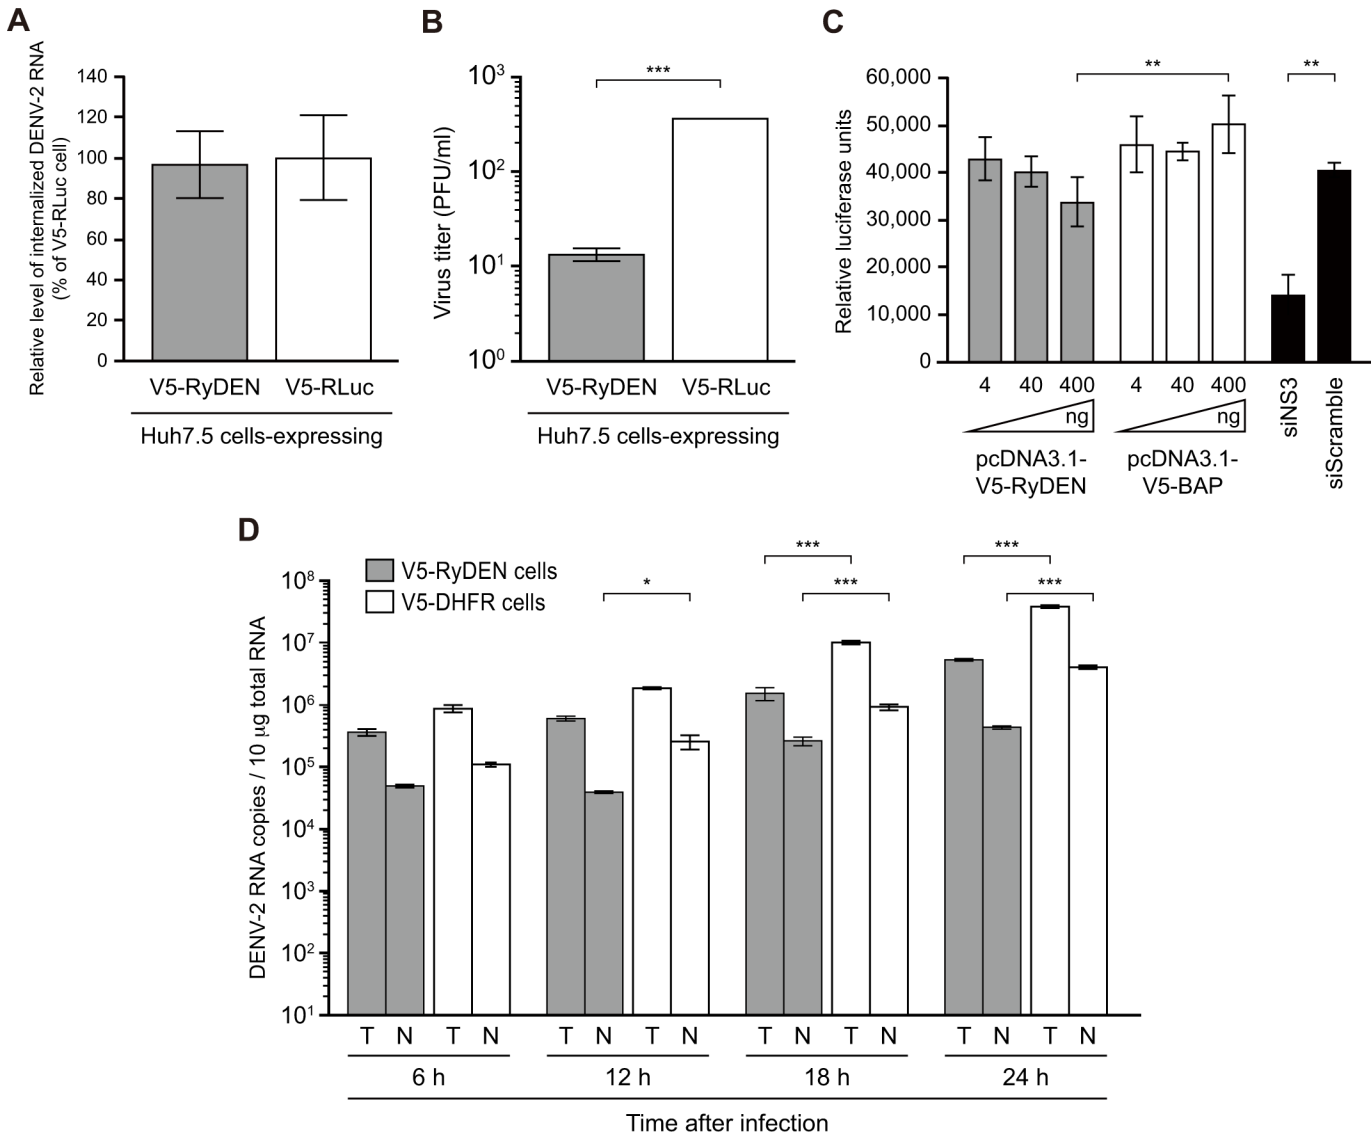 A
Relative level of internalized DENV-2 RNA
(% of V5-RLuc cell)
140
120
100
80
60
40
20
0
V5-RyDEN V5-RLuc
Huh7.5 cells-expressing
B
Virus titer (PFU/ml)
10³
10²
10¹
10⁰
***
V5-RyDEN V5-RLuc
Huh7.5 cells-expressing
C
Relative luciferase units
60,000
50,000
40,000
30,000
20,000
10,000
0
** **
4 40 400 4 40 400
ng ng
pcDNA3.1-
V5-RyDEN
pcDNA3.1-
V5-BAP
siNS3
siScramble
D
V5-RyDEN cells
V5-DHFR cells
DENV-2 RNA copies / 10 μg total RNA
10⁸
10⁷
10⁶
10⁵
10⁴
10³
10²
10¹
*** ***
* *** ***
T N T N T N T N T N T N T N T N
6 h 12 h 18 h 24 h
Time after infection